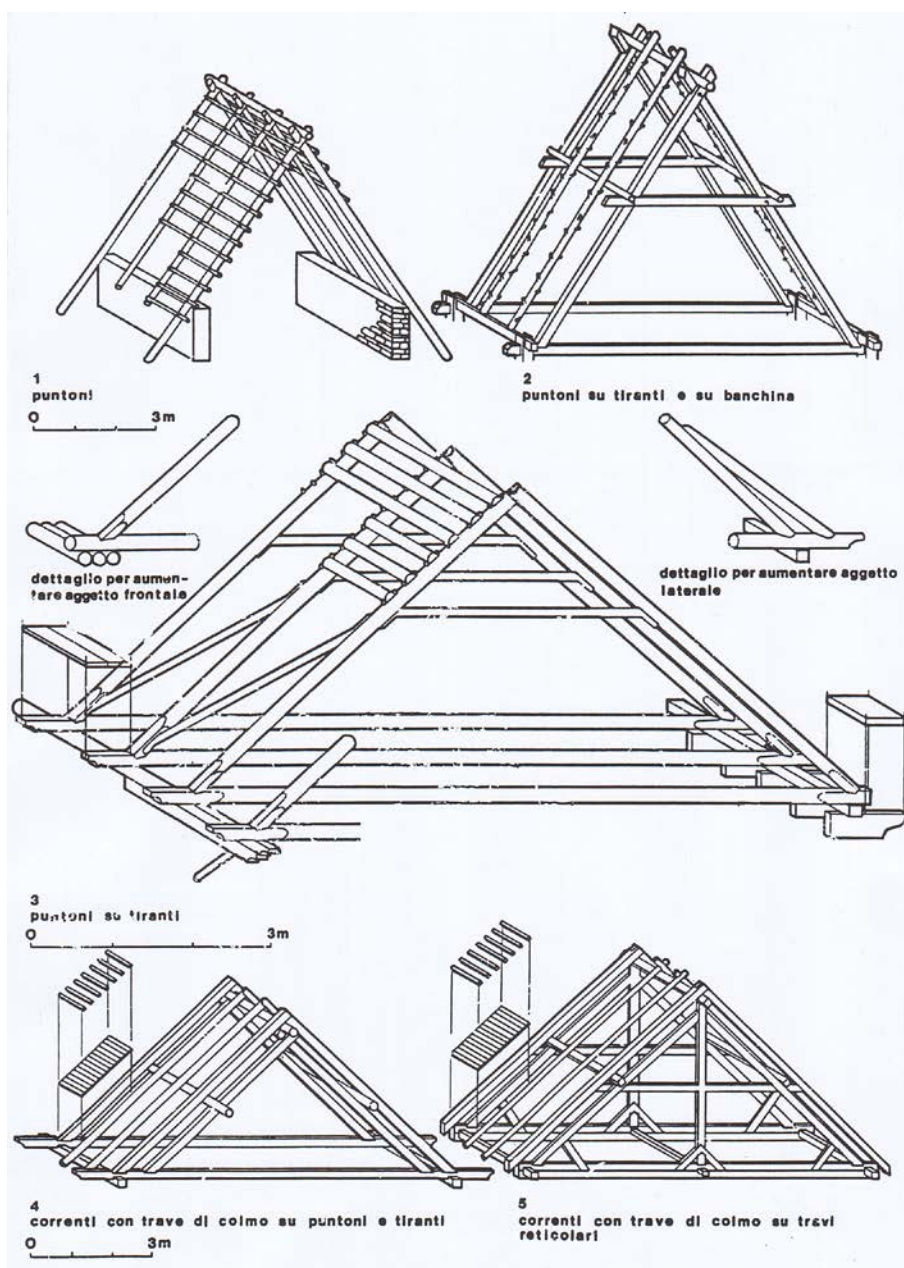 1
puntoni
0 3m
2
puntoni su tiranti e su banchina
dettaglio per aumen-
tare aggetto frontale
dettaglio per aumentare aggetto
laterale
3
puntoni su tiranti
0 3m
4
correnti con trave di colmo su puntoni e tiranti
0 3m
5
correnti con trave di colmo su travi
reticolari